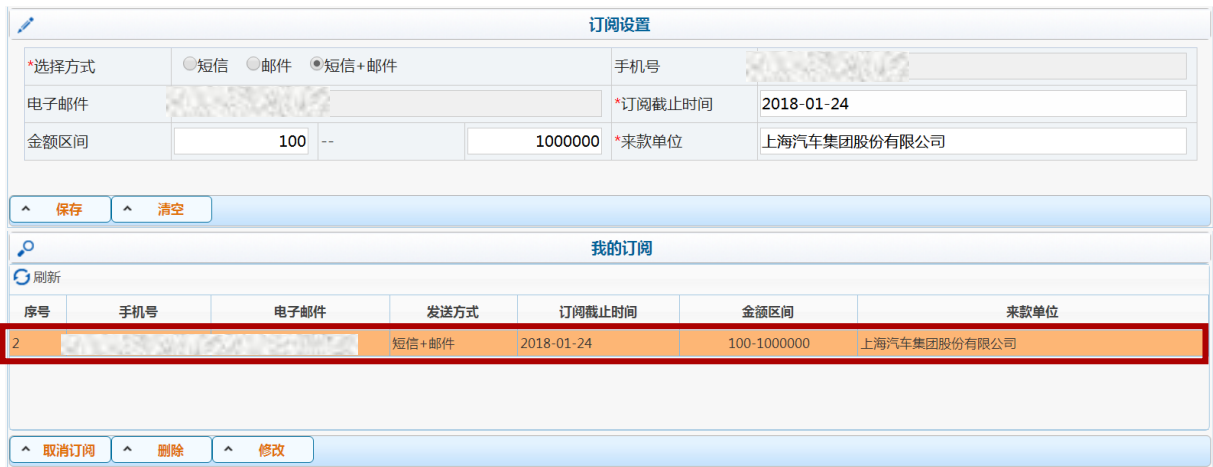 订阅设置
*选择方式 短信 邮件 短信+邮件 手机号
电子邮件 *订阅截止时间 2018-01-24
金额区间 100 -- 1000000 *来款单位 上海汽车集团股份有限公司
保存 清空
我的订阅
刷新
序号 手机号 电子邮件 发送方式 订阅截止时间 金额区间 来款单位
2 短信+邮件 2018-01-24 100-1000000 上海汽车集团股份有限公司
取消订阅 删除 修改